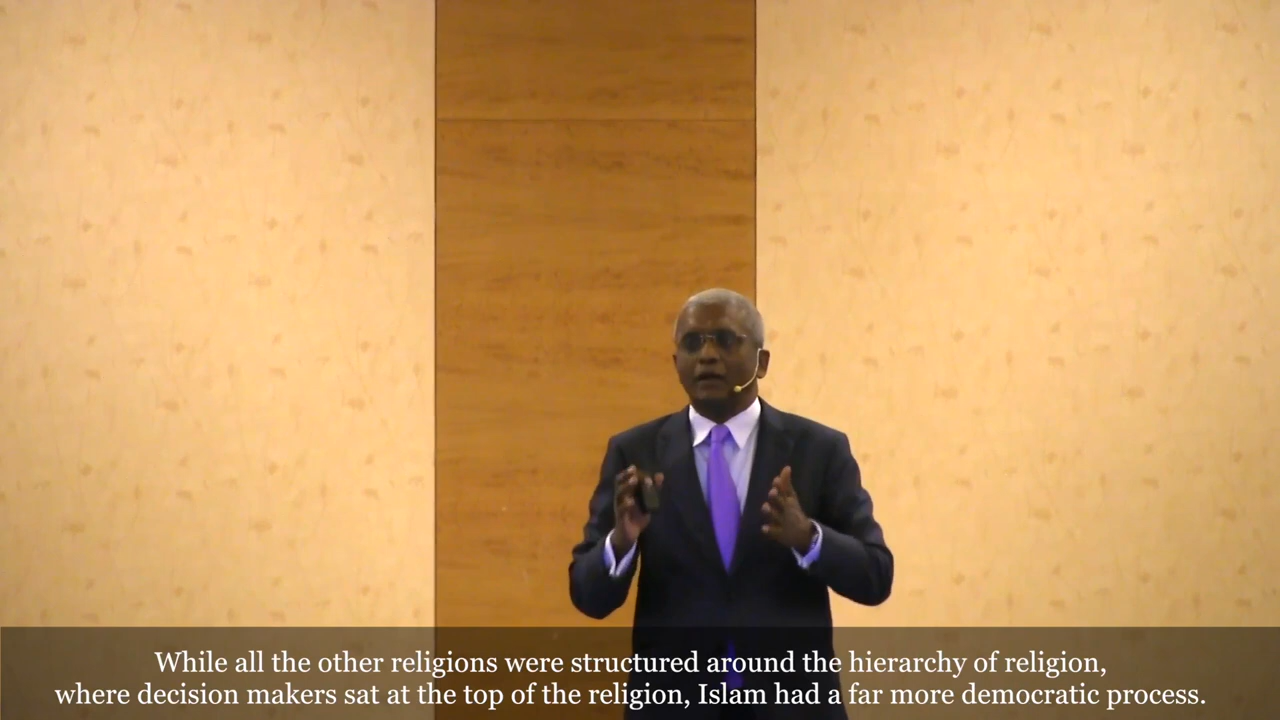 While all the other religions were structured around the hierarchy of religion,
where decision makers sat at the top of the religion, Islam had a far more democratic process.